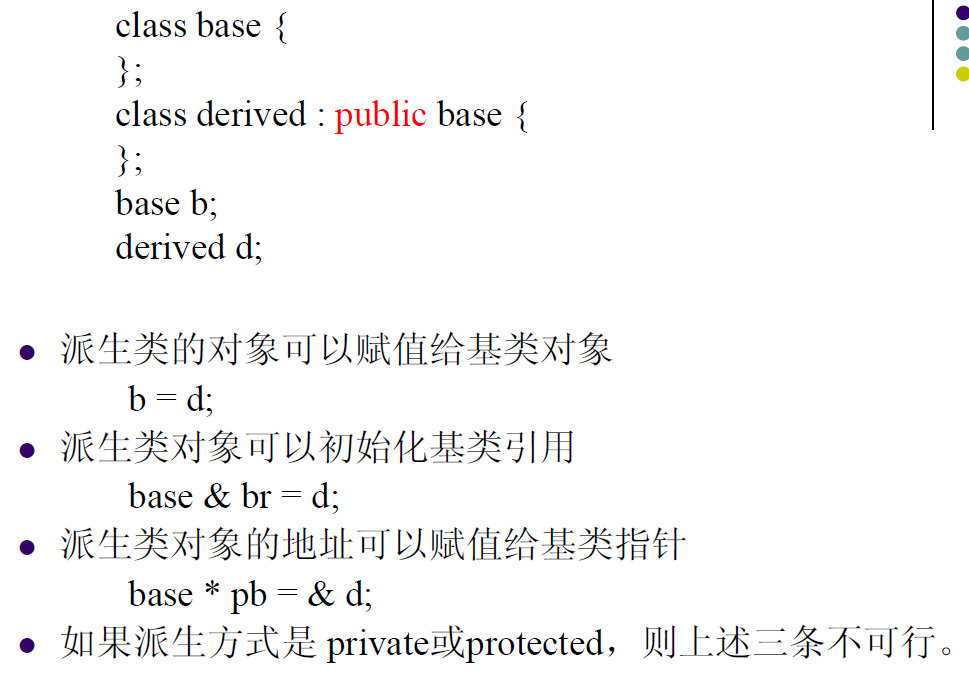 class base {
};
class derived : public base {
};
base b;
derived d;
派生类的对象可以赋值给基类对象
b = d;
派生类对象可以初始化基类引用
base & br = d;
派生类对象的地址可以赋值给基类指针
base * pb = & d;
如果派生方式是 private或protected，则上述三条不可行。